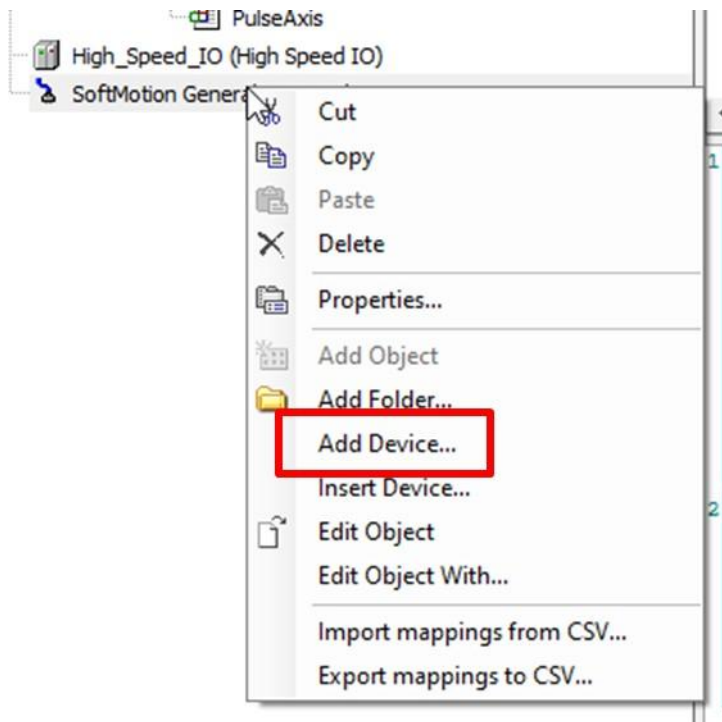 PulseAxis
High_Speed_IO (High Speed IO)
SoftMotion General
Cut
Copy
Paste
Delete
Properties...
Add Object
Add Folder...
Add Device...
Insert Device...
Edit Object
Edit Object With...
Import mappings from CSV...
Export mappings to CSV...
1
2